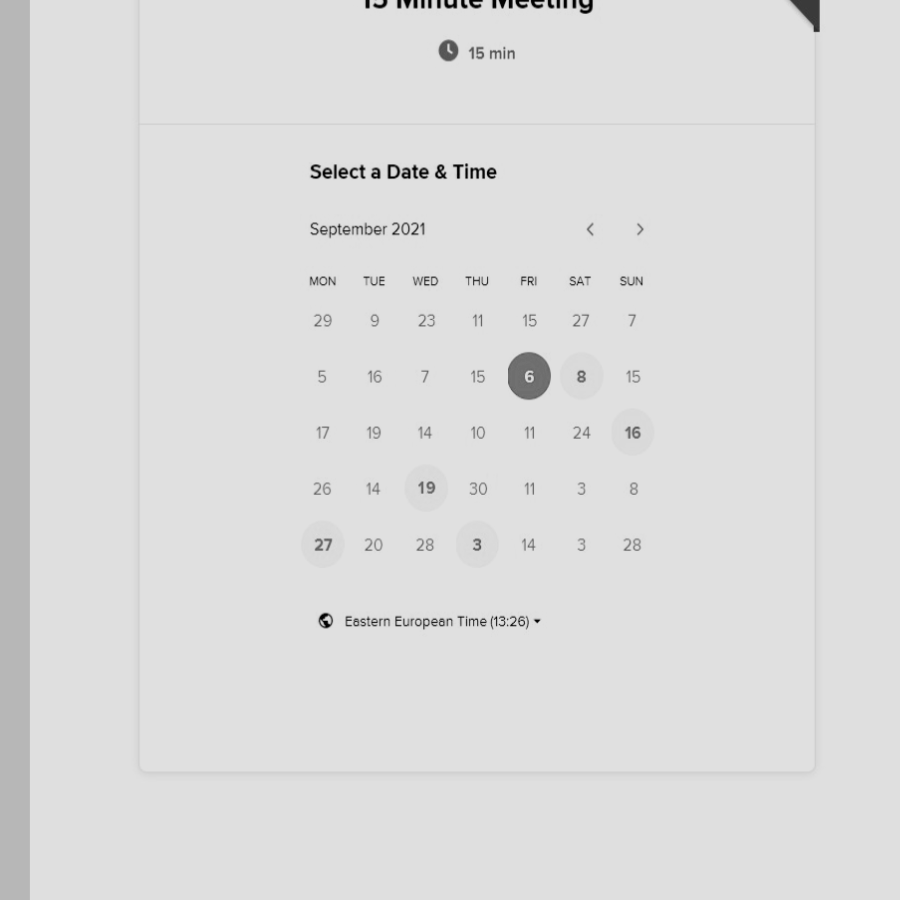 15 Minute Meeting
15 min
Select a Date & Time
September 2021
MON TUE WED THU FRI SAT SUN
29 9 23 11 15 27 7
5 16 7 15 6 8 15
17 19 14 10 11 24 16
26 14 19 30 11 3 8
27 20 28 3 14 3 28
Eastern European Time (13:26)